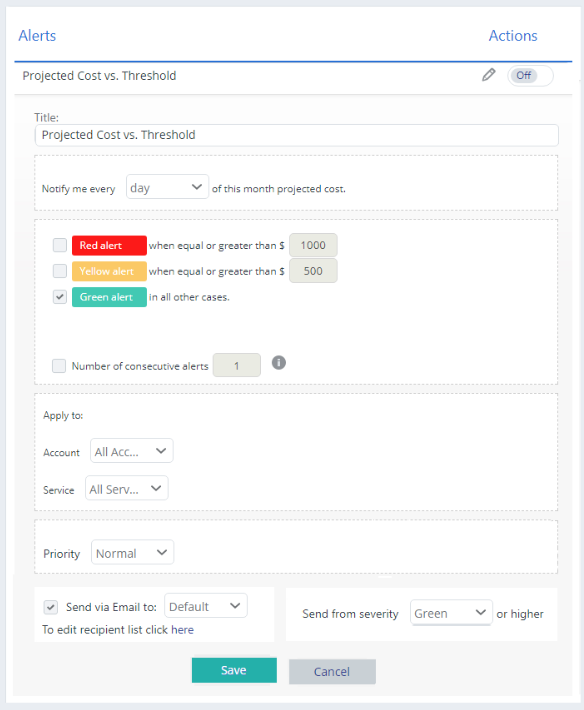 Alerts Actions
Projected Cost vs. Threshold Off
Title:
Projected Cost vs. Threshold
Notify me every day of this month projected cost.
Red alert when equal or greater than $ 1000
Yellow alert when equal or greater than $ 500
Green alert in all other cases.
Number of consecutive alerts 1 i
Apply to:
Account All Acc...
Service All Serv...
Priority Normal
Send via Email to: Default
To edit recipient list click here
Send from severity Green or higher
Save Cancel